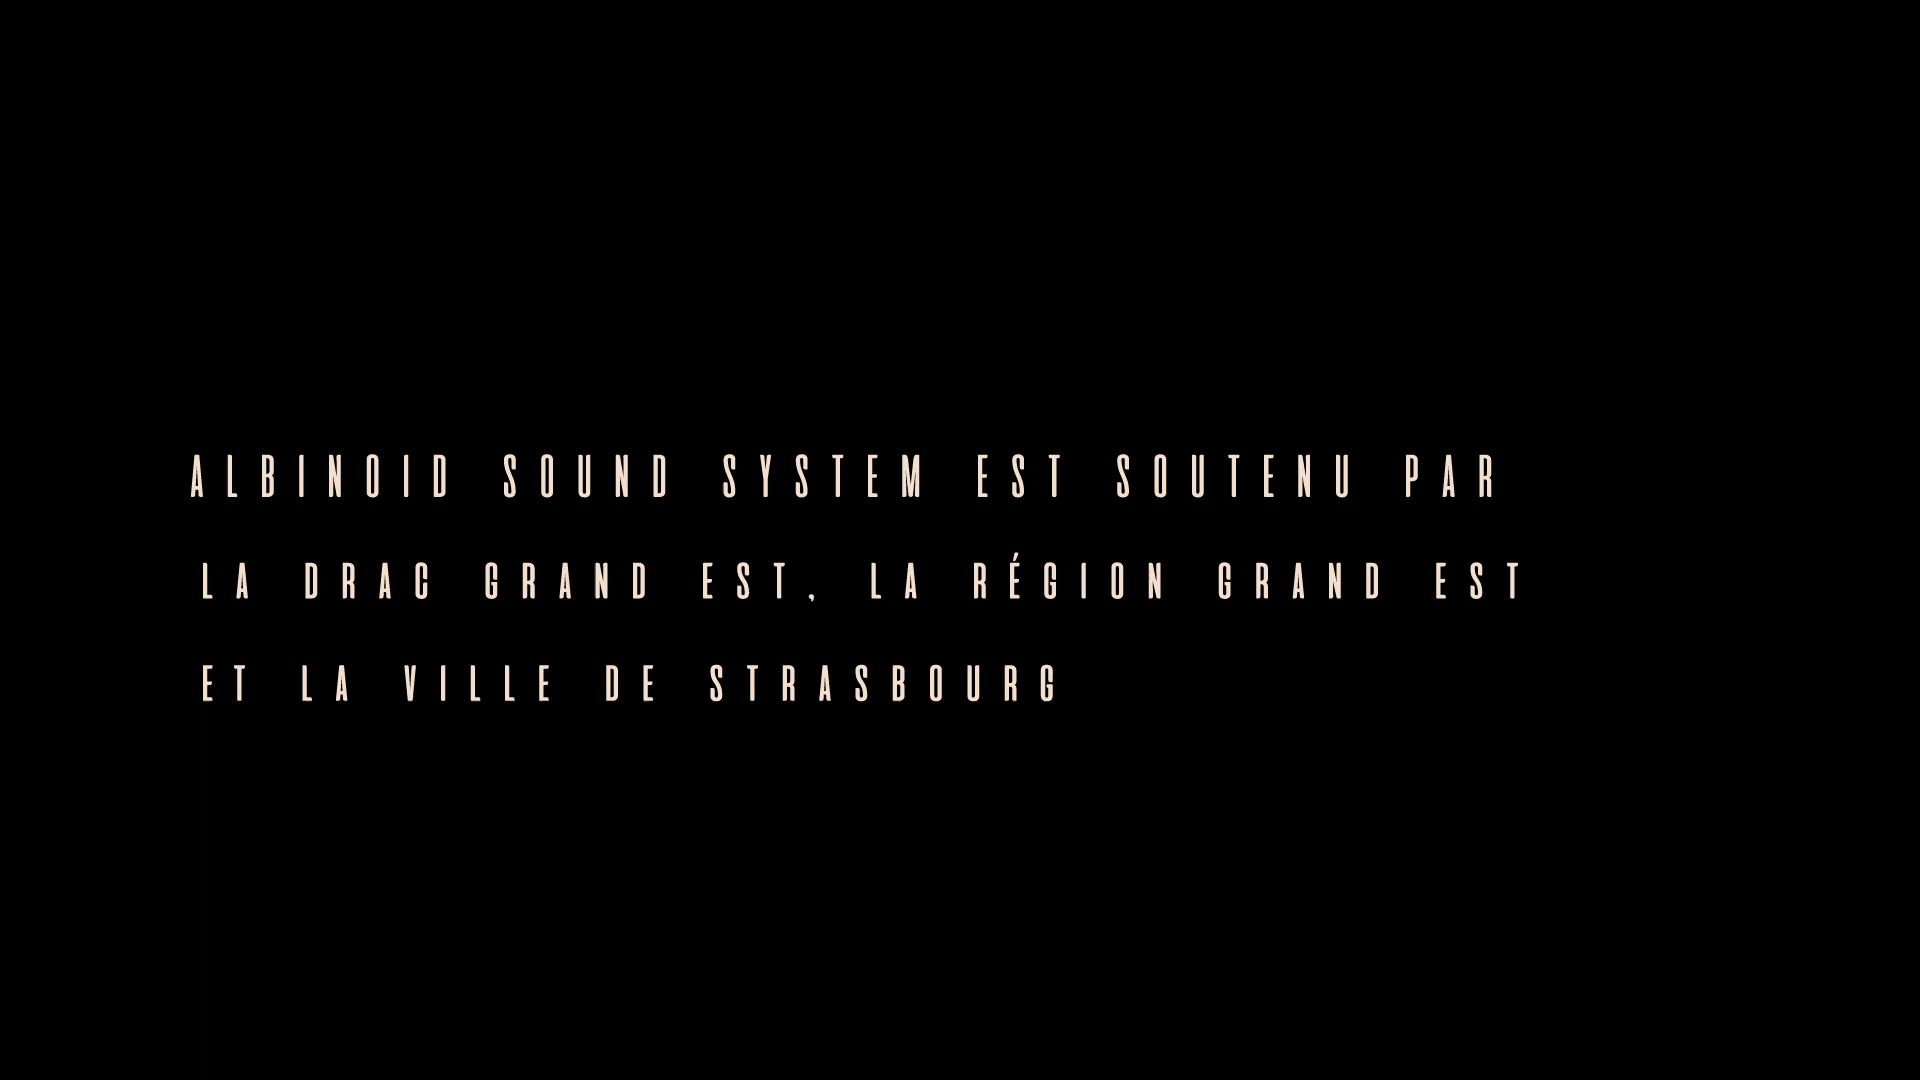 ALBINOID SOUND SYSTEM EST SOUTENU PAR
LA DRAC GRAND EST, LA RÉGION GRAND EST
ET LA VILLE DE STRASBOURG